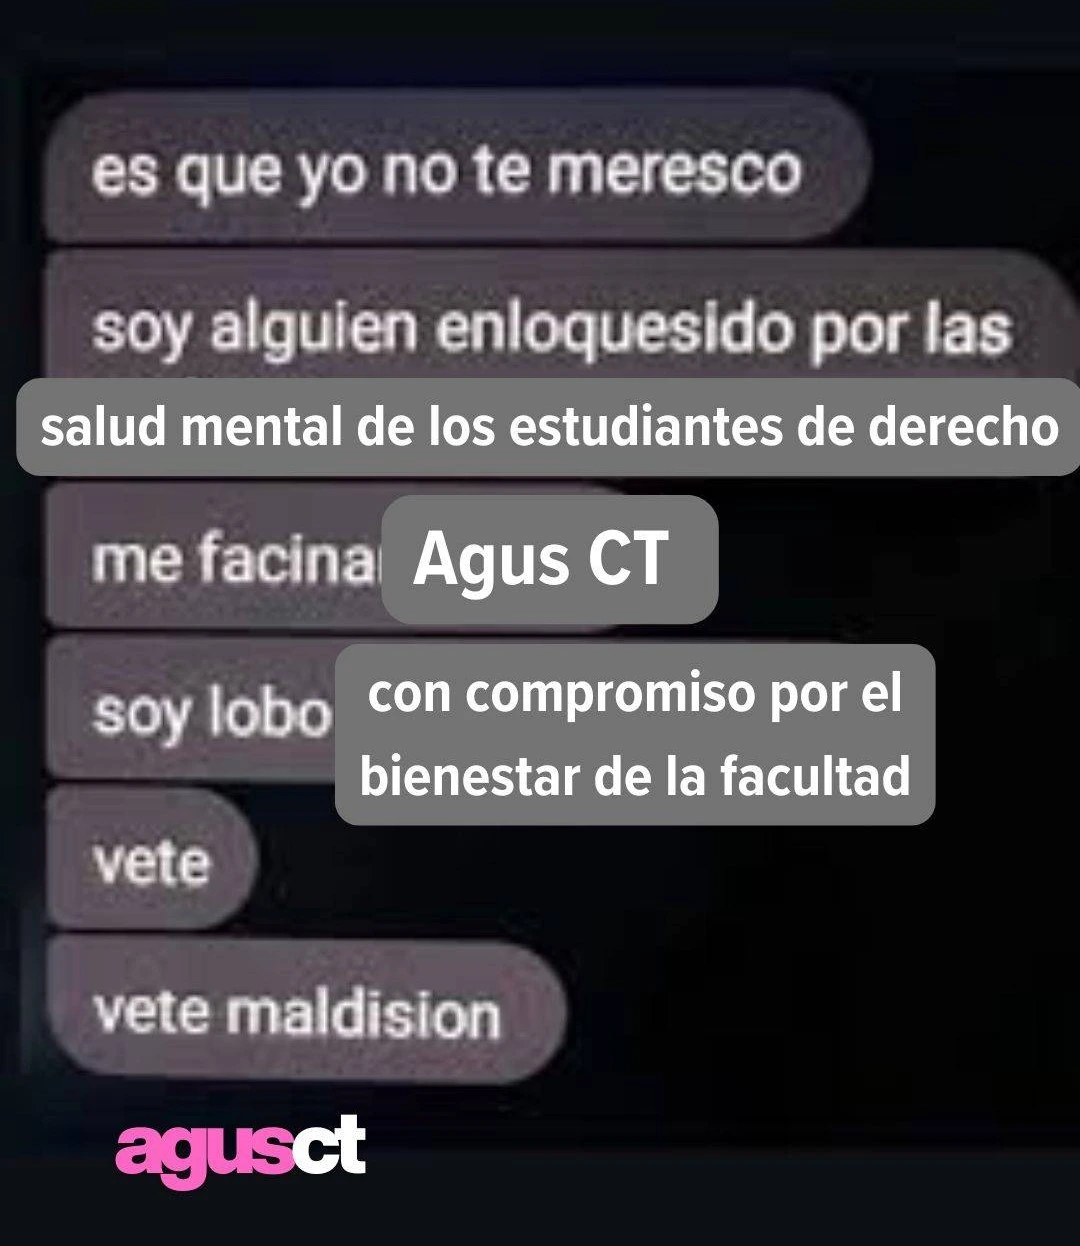 es que yo no te meresco
soy alguien enloquesido por las
salud mental de los estudiantes de derecho
me facina Agus CT
soy lobo con compromiso por el
bienestar de la facultad
vete
vete maldision
agusct